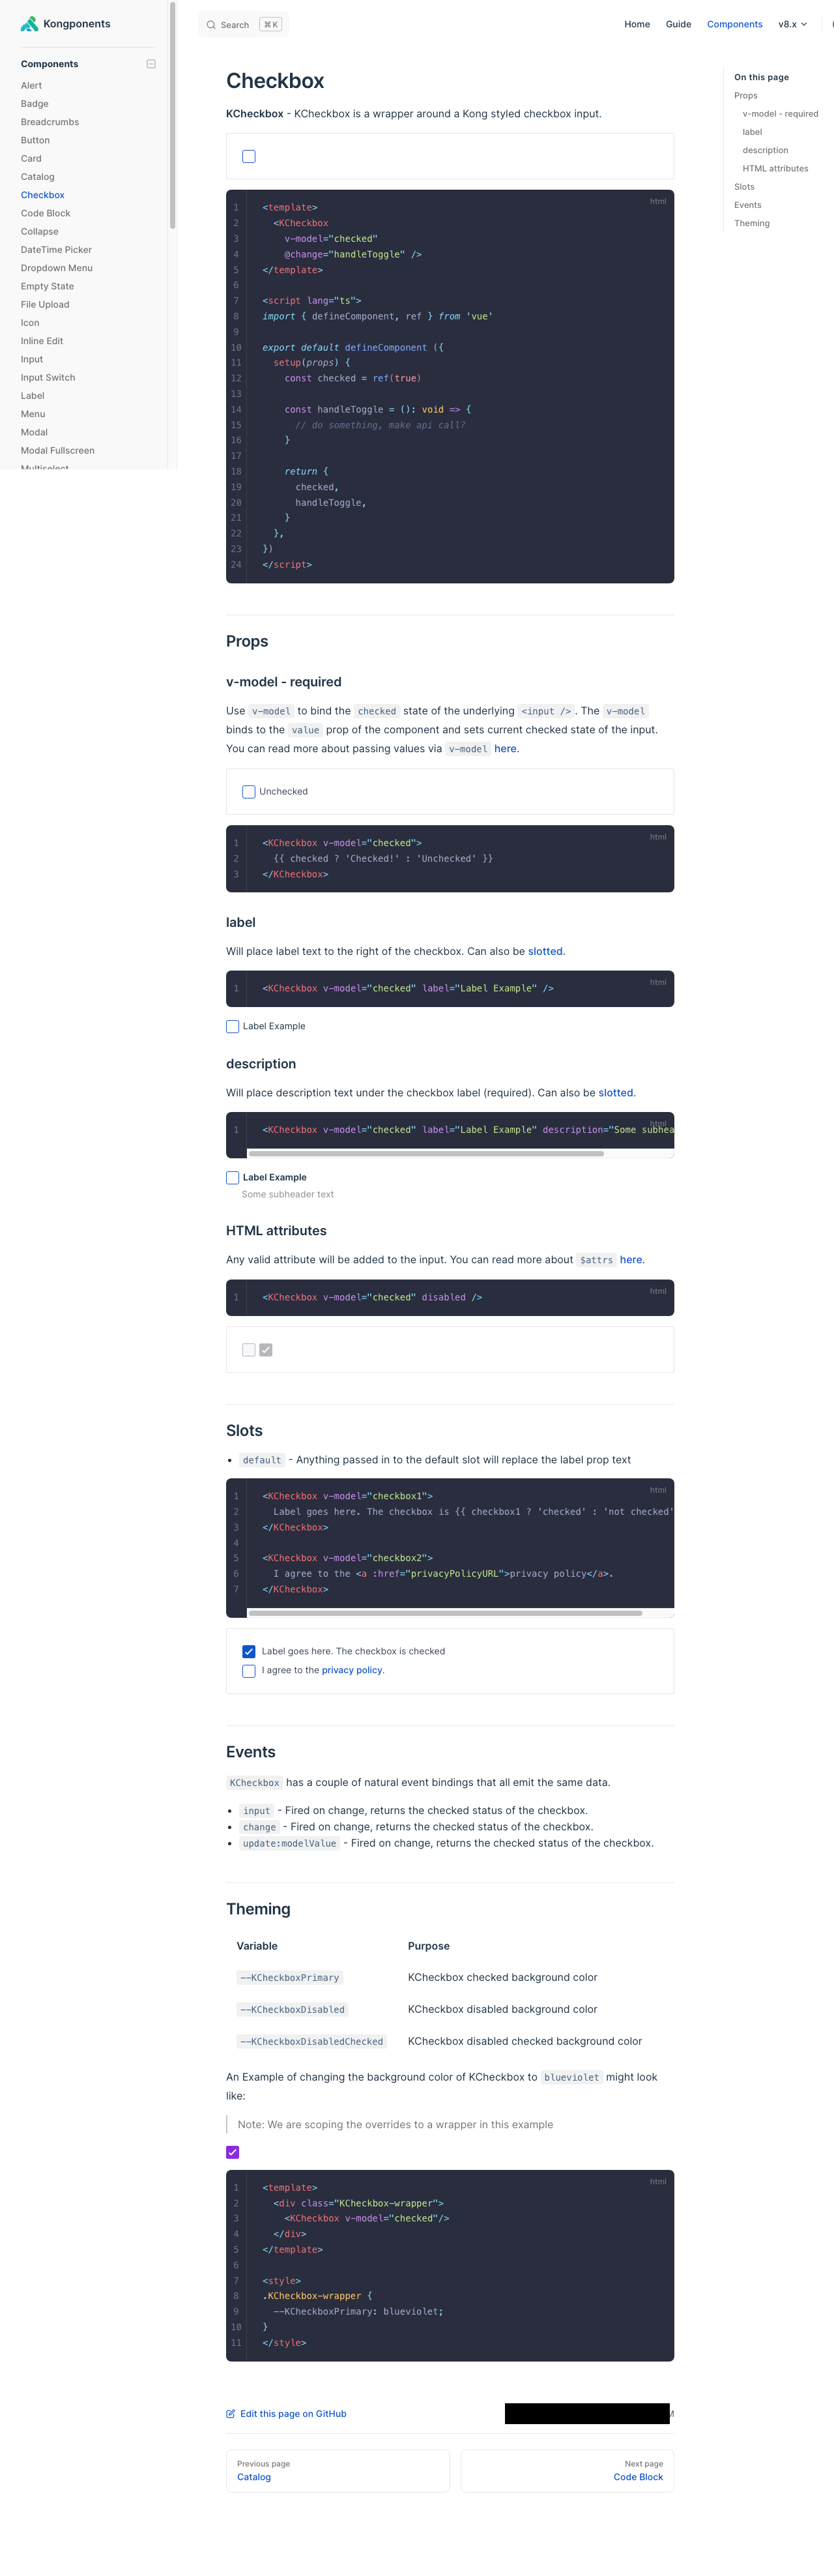 Kongponents
Search ⌘ K
Home Guide Components v8.x
Components
Alert
Badge
Breadcrumbs
Button
Card
Catalog
Checkbox
Code Block
Collapse
DateTime Picker
Dropdown Menu
Empty State
File Upload
Icon
Inline Edit
Input
Input Switch
Label
Menu
Modal
Modal Fullscreen
Multiselect
On this page
Props
v-model - required
label
description
HTML attributes
Slots
Events
Theming
Checkbox
KCheckbox - KCheckbox is a wrapper around a Kong styled checkbox input.
html
1 <template>
2 <KCheckbox
3 v-model="checked"
4 @change="handleToggle" />
5 </template>
6
7 <script lang="ts">
8 import { defineComponent, ref } from 'vue'
9
10 export default defineComponent ({
11 setup(props) {
12 const checked = ref(true)
13
14 const handleToggle = (): void => {
15 // do something, make api call?
16 }
17
18 return {
19 checked,
20 handleToggle,
21 }
22 },
23 })
24 </script>
Props
v-model - required
Use v-model to bind the checked state of the underlying <input />. The v-model
binds to the value prop of the component and sets current checked state of the input.
You can read more about passing values via v-model here.
Unchecked
html
1 <KCheckbox v-model="checked">
2 {{ checked ? 'Checked!' : 'Unchecked' }}
3 </KCheckbox>
label
Will place label text to the right of the checkbox. Can also be slotted.
html
1 <KCheckbox v-model="checked" label="Label Example" />
Label Example
description
Will place description text under the checkbox label (required). Can also be slotted.
html
1 <KCheckbox v-model="checked" label="Label Example" description="Some subhea
Label Example
Some subheader text
HTML attributes
Any valid attribute will be added to the input. You can read more about $attrs here.
html
1 <KCheckbox v-model="checked" disabled />
Slots
• default - Anything passed in to the default slot will replace the label prop text
html
1 <KCheckbox v-model="checkbox1">
2 Label goes here. The checkbox is {{ checkbox1 ? 'checked' : 'not checked'
3 </KCheckbox>
4
5 <KCheckbox v-model="checkbox2">
6 I agree to the <a :href="privacyPolicyURL">privacy policy</a>.
7 </KCheckbox>
Label goes here. The checkbox is checked
I agree to the privacy policy.
Events
KCheckbox has a couple of natural event bindings that all emit the same data.
• input - Fired on change, returns the checked status of the checkbox.
• change - Fired on change, returns the checked status of the checkbox.
• update:modelValue - Fired on change, returns the checked status of the checkbox.
Theming
Variable Purpose
--KCheckboxPrimary KCheckbox checked background color
--KCheckboxDisabled KCheckbox disabled background color
--KCheckboxDisabledChecked KCheckbox disabled checked background color
An Example of changing the background color of KCheckbox to blueviolet might look
like:
Note: We are scoping the overrides to a wrapper in this example
html
1 <template>
2 <div class="KCheckbox-wrapper">
3 <KCheckbox v-model="checked"/>
4 </div>
5 </template>
6
7 <style>
8 .KCheckbox-wrapper {
9 --KCheckboxPrimary: blueviolet;
10 }
11 </style>
Edit this page on GitHub
Previous page
Catalog
Next page
Code Block